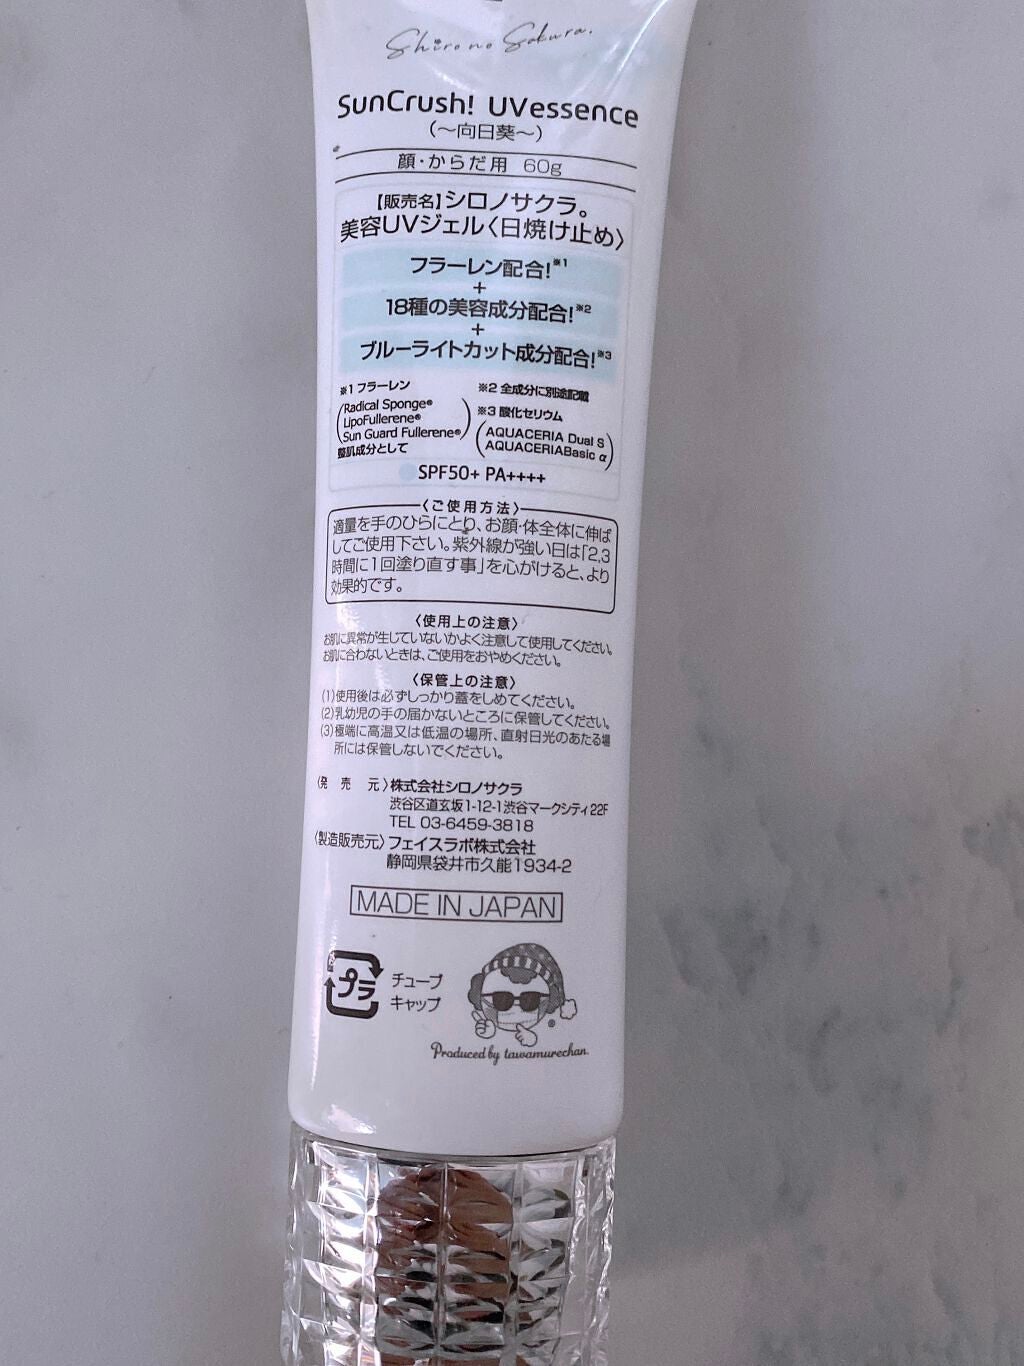 Shiro no Sakura.
SunCrush! UVessence
(〜向日葵〜)
顔・からだ用 60g
【販売名】シロノサクラ。
美容UVジェル〈日焼け止め〉
フラーレン配合!※1
+
18種の美容成分配合!※2
+
ブルーライトカット成分配合!※3
※1 フラーレン
(Radical Sponge®
LipoFullerene®
Sun Guard Fullerene®)
整肌成分として
※2 全成分に別途記載
※3 酸化セリウム
(AQUACERIA Dual S
AQUACERIABasic α)
SPF50+ PA++++
〈ご使用方法〉
適量を手のひらにとり、お顔・体全体に伸ば
してご使用下さい。紫外線が強い日は「2,3
時間に1回塗り直す事」を心がけると、より
効果的です。
〈使用上の注意〉
お肌に異常が生じていないかよく注意して使用してください。
お肌に合わないときは、ご使用をおやめください。
〈保管上の注意〉
(1)使用後は必ずしっかり蓋をしめてください。
(2)乳幼児の手の届かないところに保管してください。
(3)極端に高温又は低温の場所、直射日光のあたる場
所には保管しないでください。
〈発売元〉株式会社シロノサクラ
渋谷区道玄坂1-12-1渋谷マークシティ22F
TEL 03-6459-3818
〈製造販売元〉フェイスラボ株式会社
静岡県袋井市久能1934-2
MADE IN JAPAN
プラ
チューブ
キャップ
®
Produced by tawamurechan.